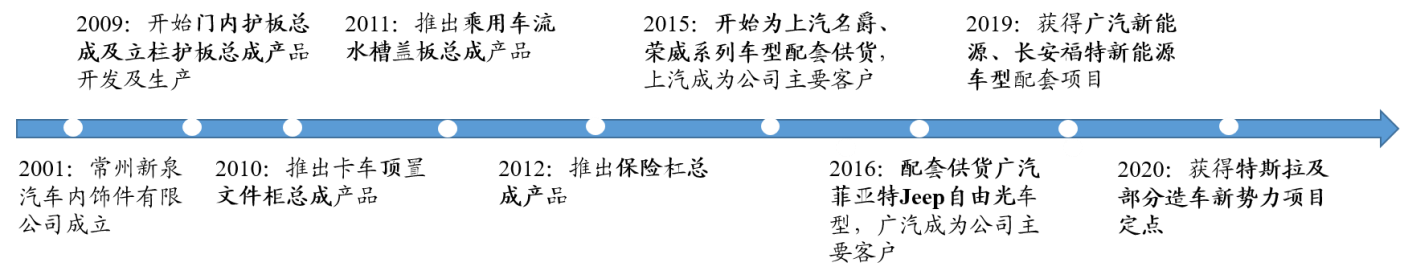 2009：开始门内护板总
成及立柱护板总成产品
开发及生产
2011：推出乘用车流
水槽盖板总成产品
2015：开始为上汽名爵、
荣威系列车型配套供货，
上汽成为公司主要客户
2019：获得广汽新能
源、长安福特新能源
车型配套项目
2001：常州新泉
汽车内饰件有限
公司成立
2010：推出卡车顶置
文件柜总成产品
2012：推出保险杠总
成产品
2016：配套供货广汽
菲亚特Jeep自由光车
型，广汽成为公司主
要客户
2020：获得特斯拉及
部分造车新势力项目
定点